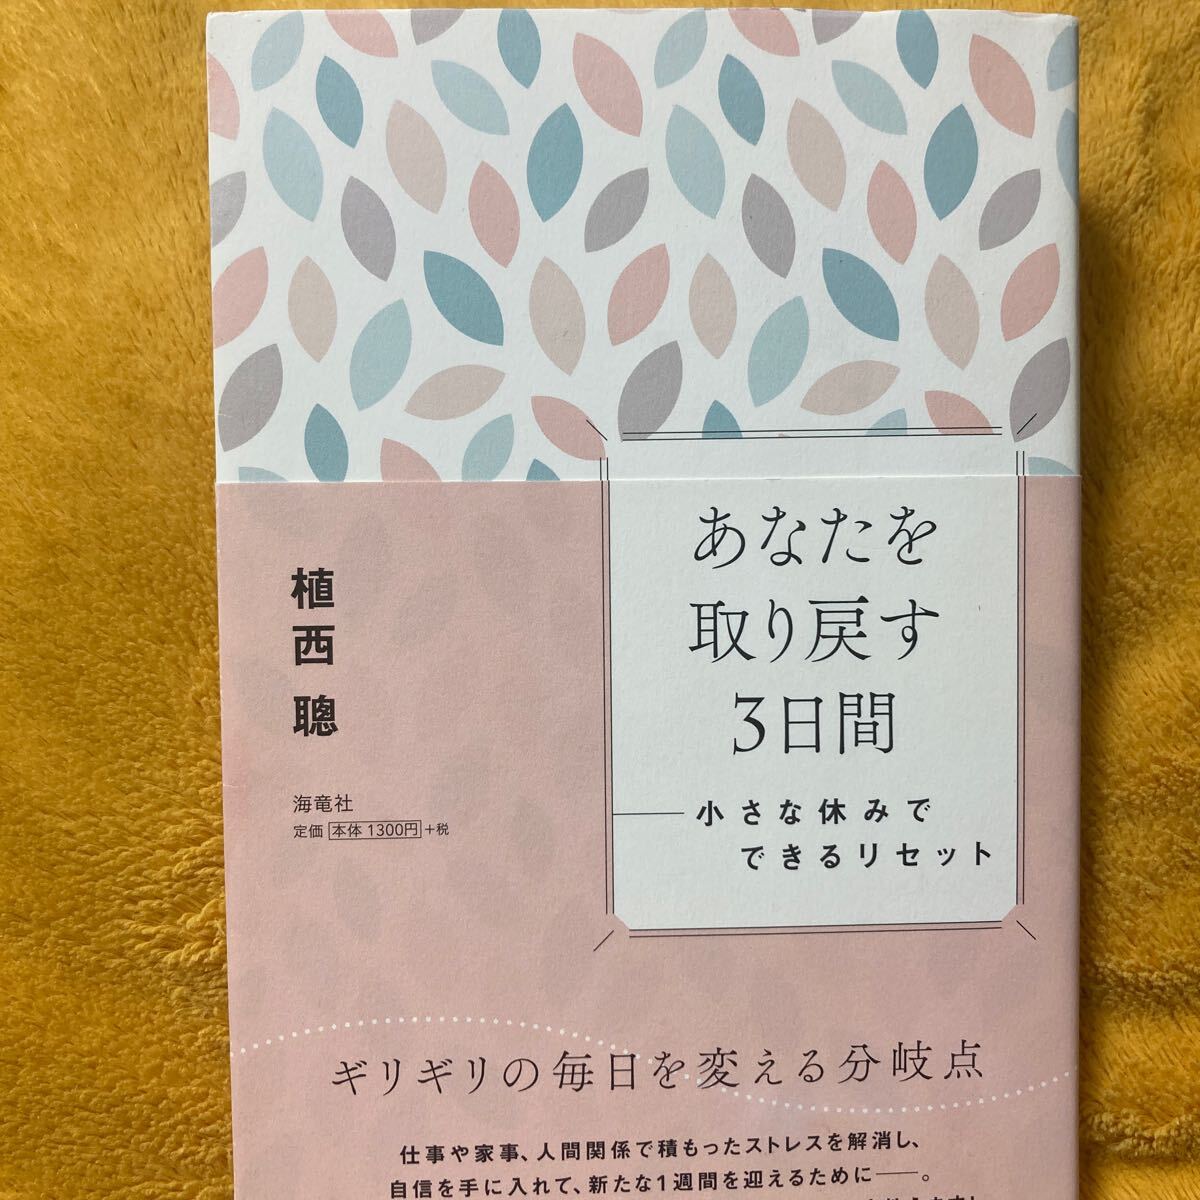 あなたを
取り戻す
3日間
小さな休みで
できるリセット
植西 聰
海竜社
定価 本体 1300円 +税
ギリギリの毎日を変える分岐点
仕事や家事、人間関係で積もったストレスを解消し、
自信を手に入れて、新たな1週間を迎えるために――。